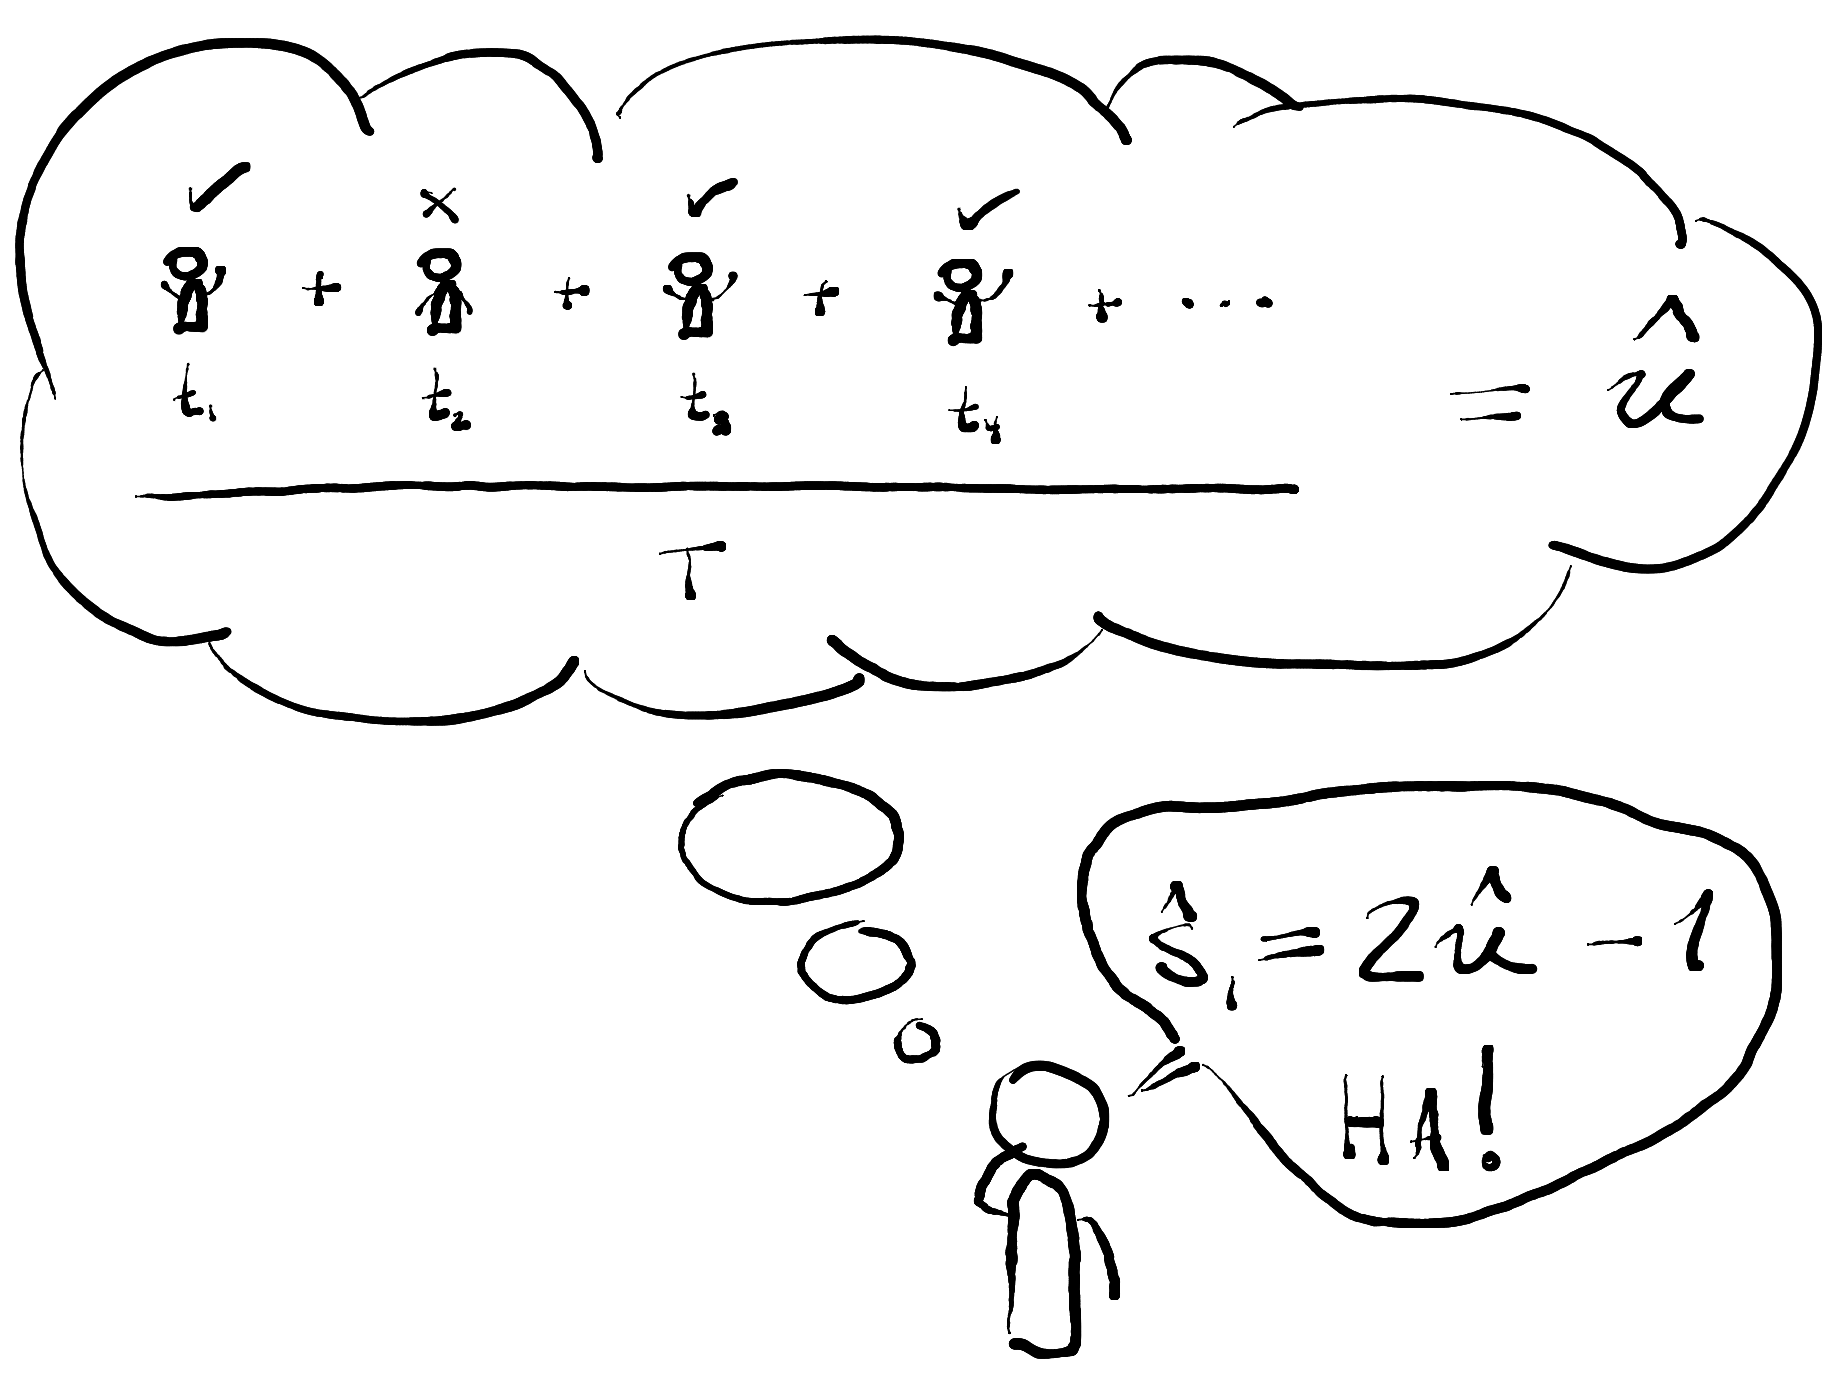 ✓ × ✓ ✓
+ + + + ...
t₁ t₂ t₃ t₄
= û
T
ŝ₁ = 2û - 1
HA!